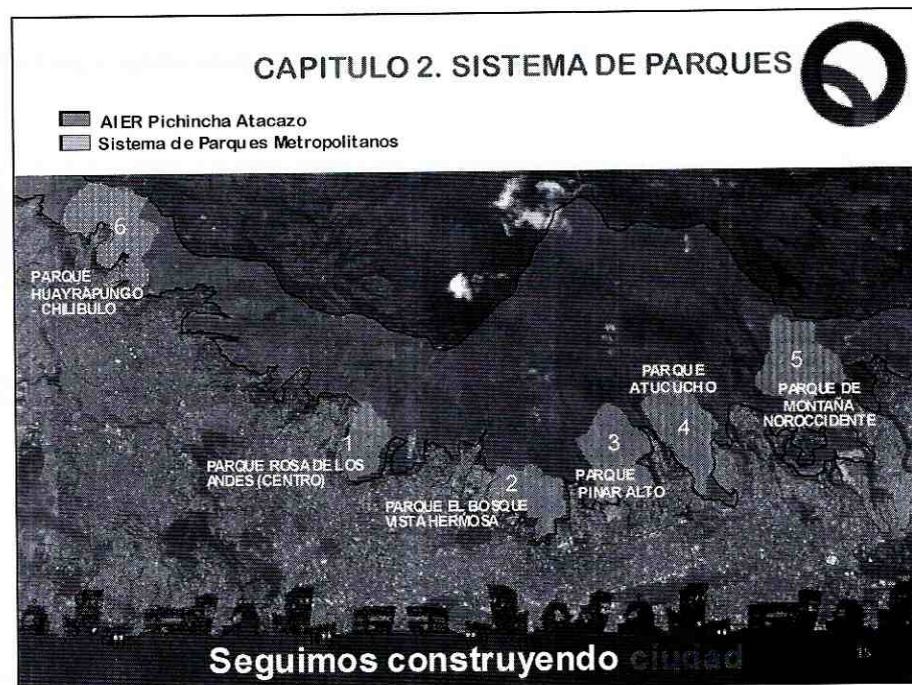 CAPITULO 2. SISTEMA DE PARQUES
AIER Pichincha Atacazo
Sistema de Parques Metropolitanos
6
PARQUE
HUAYRAPUNGO
- CHILIBULO
1
PARQUE ROSA DE LOS
ANDES (CENTRO)
2
PARQUE EL BOSQUE
VISTA HERMOSA
3
PARQUE
PINAR ALTO
PARQUE
ATUCUCHO
4
5
PARQUE DE
MONTAÑA
NOROCCIDENTE
Seguimos construyendo ciudad
15